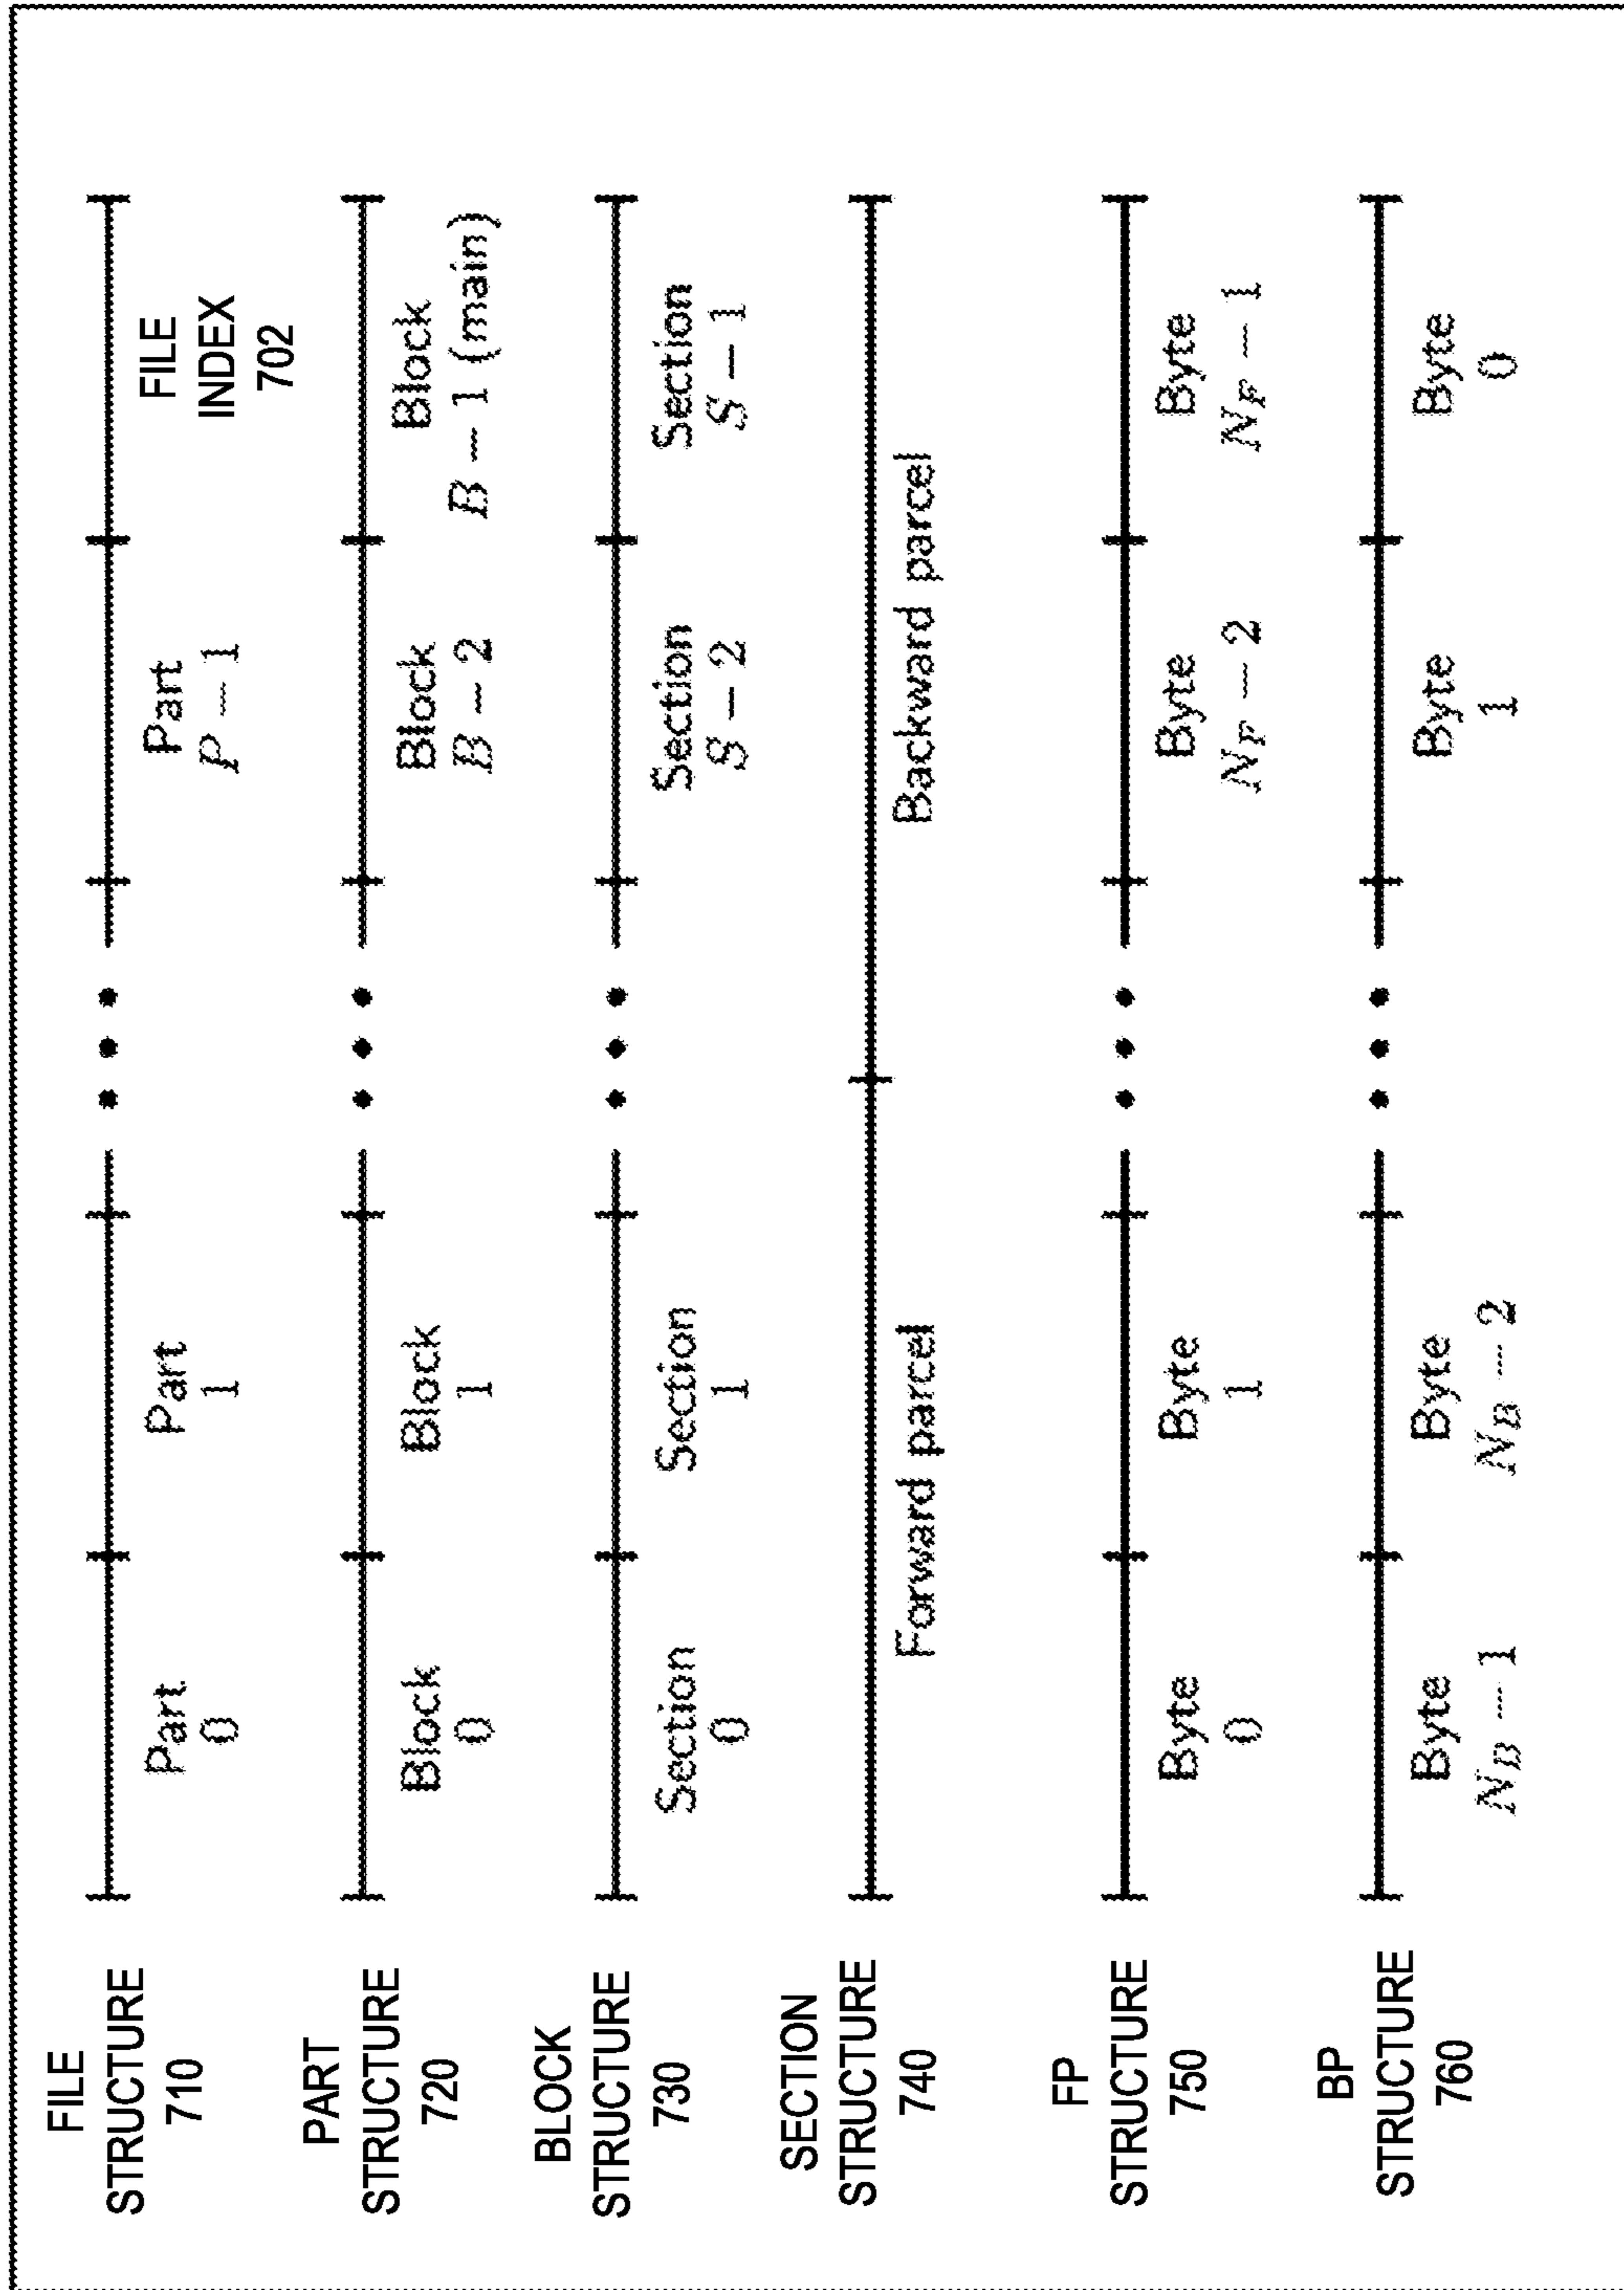 FILE
STRUCTURE
710
Part
0
Part
1
Part
P − 1
FILE
INDEX
702
PART
STRUCTURE
720
Block
0
Block
1
Block
B − 2
Block
B − 1 (main)
BLOCK
STRUCTURE
730
Section
0
Section
1
Section
S − 2
Section
S − 1
SECTION
STRUCTURE
740
Forward parcel
Backward parcel
FP
STRUCTURE
750
Byte
0
Byte
1
Byte
N_F − 2
Byte
N_F − 1
BP
STRUCTURE
760
Byte
N_B − 1
Byte
N_B − 2
Byte
1
Byte
0